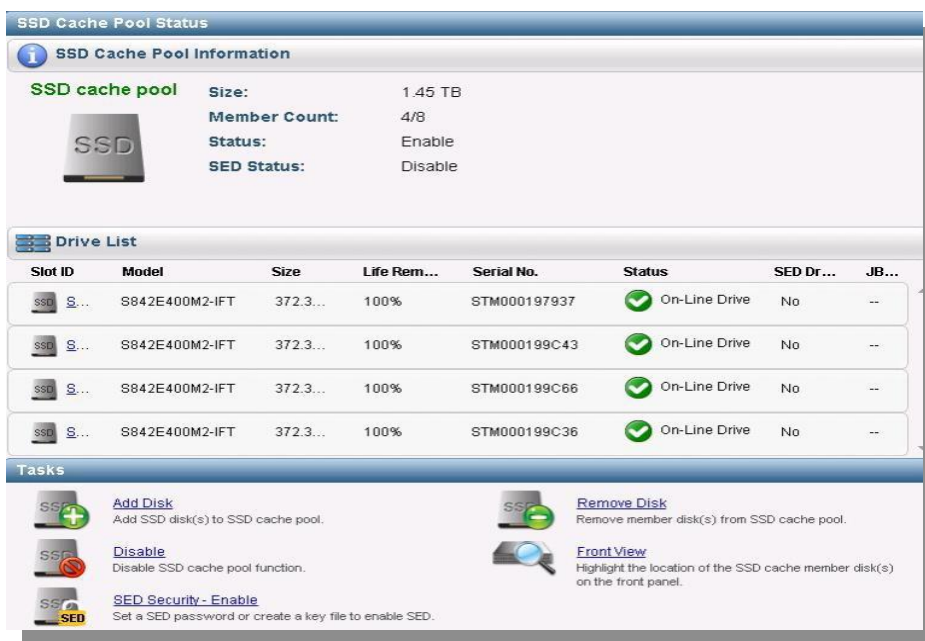 SSD Cache Pool Status
SSD Cache Pool Information
SSD cache pool
SSD
Size: 1.45 TB
Member Count: 4/8
Status: Enable
SED Status: Disable
Drive List
Slot ID Model Size Life Rem... Serial No. Status SED Dr... JB...
SSD S... S842E400M2-IFT 372.3... 100% STM000197937 On-Line Drive No --
SSD S... S842E400M2-IFT 372.3... 100% STM000199C43 On-Line Drive No --
SSD S... S842E400M2-IFT 372.3... 100% STM000199C66 On-Line Drive No --
SSD S... S842E400M2-IFT 372.3... 100% STM000199C36 On-Line Drive No --
Tasks
Add Disk
Add SSD disk(s) to SSD cache pool.
Remove Disk
Remove member disk(s) from SSD cache pool.
Disable
Disable SSD cache pool function.
Front View
Highlight the location of the SSD cache member disk(s)
on the front panel.
SED
SED Security - Enable
Set a SED password or create a key file to enable SED.